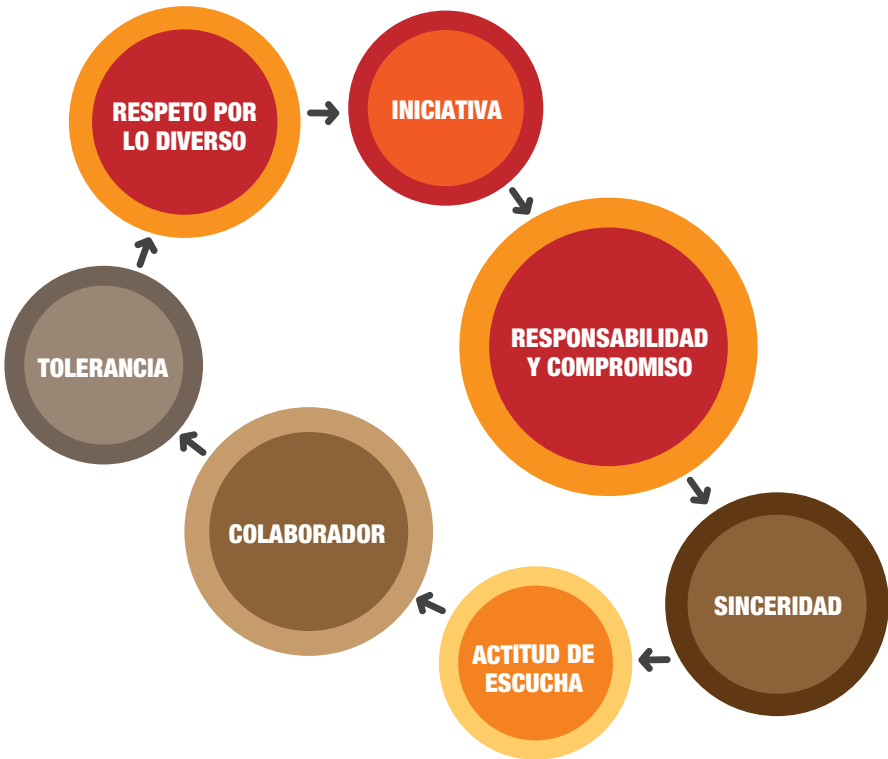 RESPETO POR
LO DIVERSO
INICIATIVA
RESPONSABILIDAD
Y COMPROMISO
SINCERIDAD
ACTITUD DE
ESCUCHA
COLABORADOR
TOLERANCIA